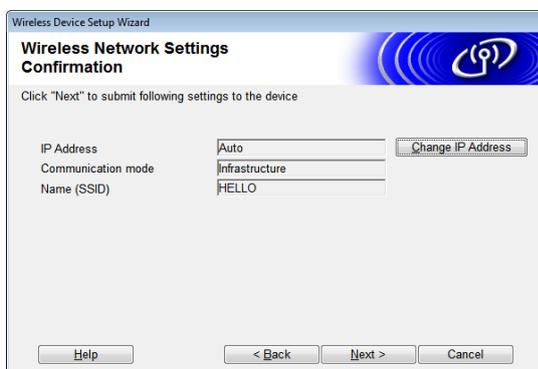 Wireless Device Setup Wizard
Wireless Network Settings
Confirmation
Click "Next" to submit following settings to the device
IP Address Auto Change IP Address
Communication mode Infrastructure
Name (SSID) HELLO
Help < Back Next > Cancel